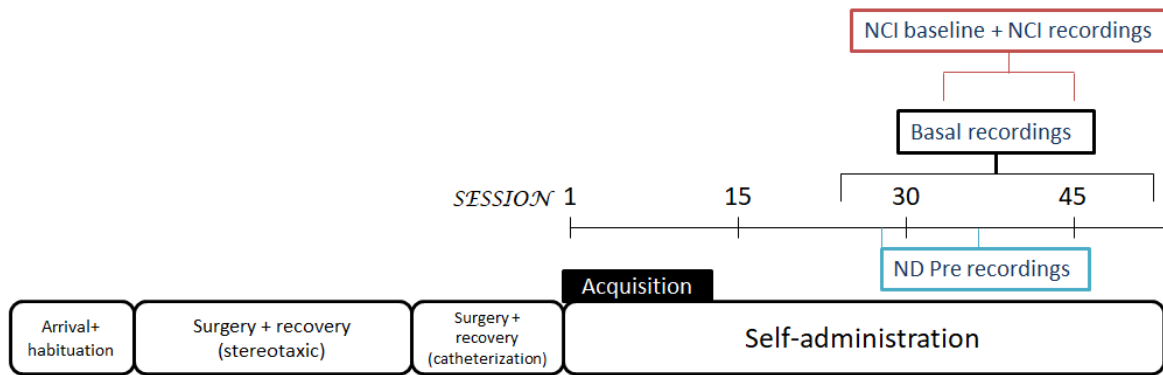 NCI baseline + NCI recordings
Basal recordings
SESSION 1 15 30 45
ND Pre recordings
Acquisition
Arrival+
habituation
Surgery + recovery
(stereotaxic)
Surgery +
recovery
(catheterization)
Self-administration